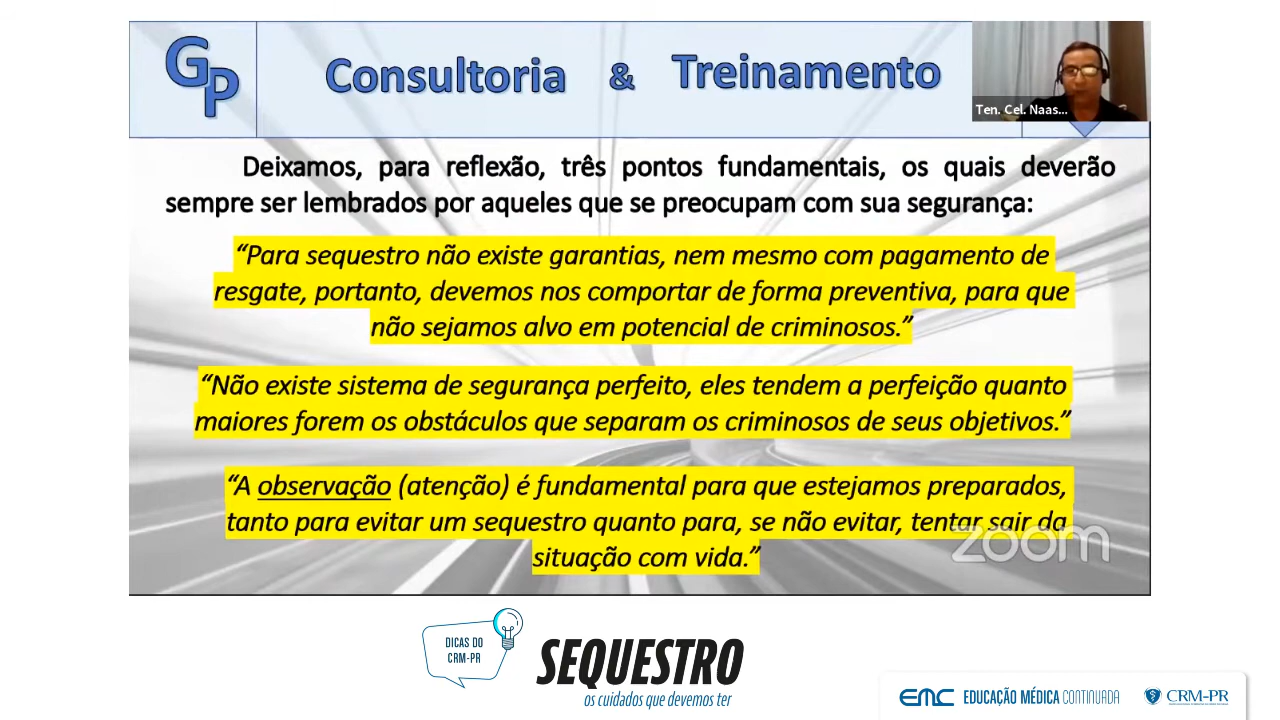 GP
Consultoria & Treinamento
Ten. Cel. Naas...
Deixamos, para reflexão, três pontos fundamentais, os quais deverão
sempre ser lembrados por aqueles que se preocupam com sua segurança:
“Para sequestro não existe garantias, nem mesmo com pagamento de
resgate, portanto, devemos nos comportar de forma preventiva, para que
não sejamos alvo em potencial de criminosos.”
“Não existe sistema de segurança perfeito, eles tendem a perfeição quanto
maiores forem os obstáculos que separam os criminosos de seus objetivos.”
“A observação (atenção) é fundamental para que estejamos preparados,
tanto para evitar um sequestro quanto para, se não evitar, tentar sair da
situação com vida.”
zoom
DICAS DO
CRM-PR
SEQUESTRO
os cuidados que devemos ter
EMC EDUCAÇÃO MÉDICA CONTINUADA
CRM-PR